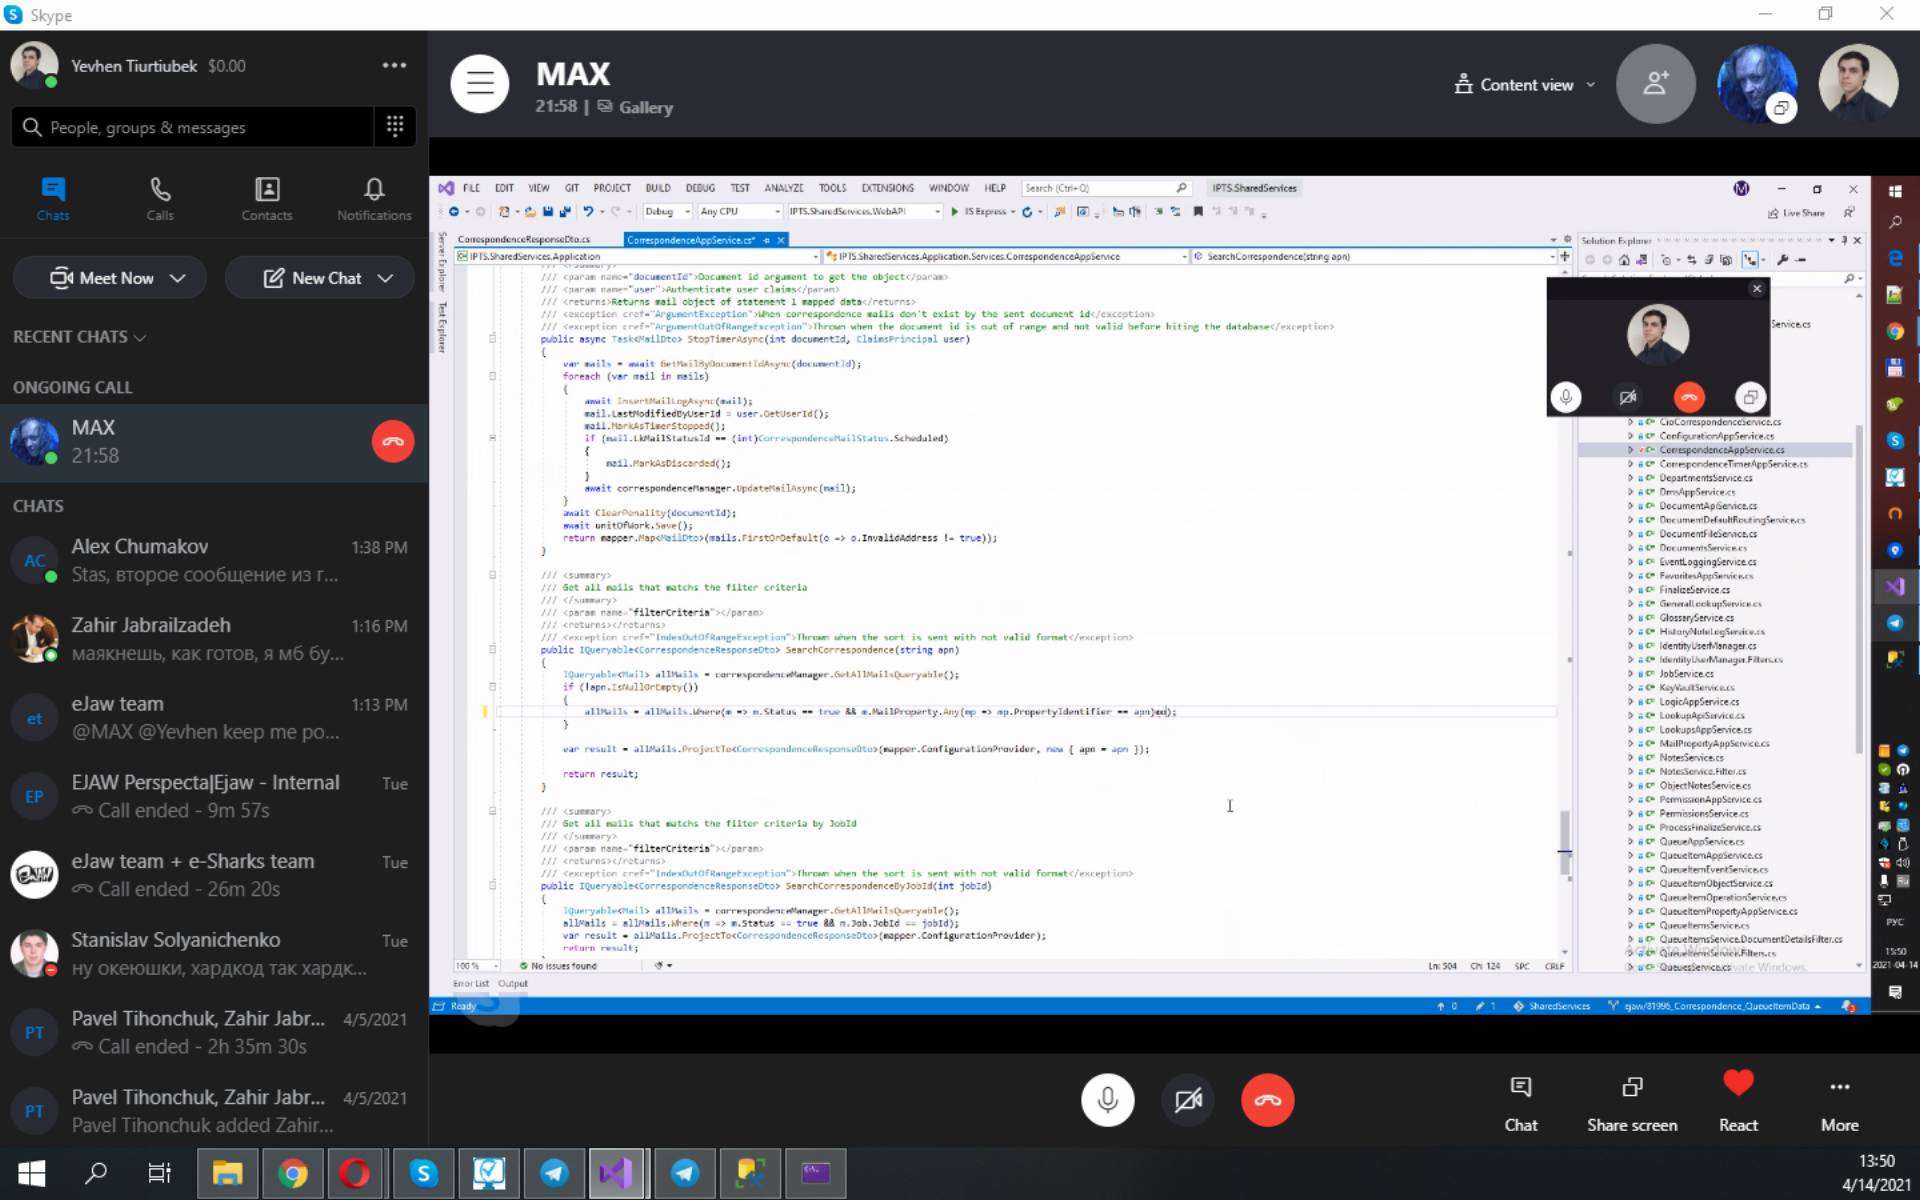 Skype
Yevhen Tiurtiubek $0.00
People, groups & messages
Chats
Calls
Contacts
Notifications
Meet Now
New Chat
RECENT CHATS
ONGOING CALL
MAX
21:58
CHATS
AC
Alex Chumakov 1:38 PM
Stas, второе сообщение из г...
Zahir Jabrailzadeh 1:16 PM
маякнешь, как готов, я мб бу...
et
eJaw team 1:13 PM
@MAX @Yevhen keep me po...
EP
EJAW Perspecta|Ejaw - Internal Tue
Call ended - 9m 57s
eJaw team + e-Sharks team Tue
Call ended - 26m 20s
Stanislav Solyanichenko Tue
ну океюшки, хардкод так хардк...
PT
Pavel Tihonchuk, Zahir Jabr... 4/5/2021
Call ended - 2h 35m 30s
PT
Pavel Tihonchuk, Zahir Jabr... 4/5/2021
Pavel Tihonchuk added Zahir...
MAX
21:58 | Gallery
Content view
FILE EDIT VIEW GIT PROJECT BUILD DEBUG TEST ANALYZE TOOLS EXTENSIONS WINDOW HELP Search (Ctrl+Q) IPTS.SharedServices
M
Debug Any CPU IPTS.SharedServices.WebAPI IIS Express Live Share
Server Explorer
Test Explorer
CorrespondenceResponseDto.cs CorrespondenceAppService.cs*
IPTS.SharedServices.Application IPTS.SharedServices.Application.Services.CorrespondenceAppService SearchCorrespondence(string apn)
/// <param name="documentId">Document id argument to get the object</param>
/// <param name="user">Authenticate user claims</param>
/// <returns>Returns mail object of statement 1 mapped data</returns>
/// <exception cref="ArgumentException">When correspondence mails don't exist by the sent document id</exception>
/// <exception cref="ArgumentOutOfRangeException">Thrown when the document id is out of range and not valid before hiting the database</exception>
public async Task<MailDto> StopTimerAsync(int documentId, ClaimsPrincipal user)
{
var mails = await GetMailByDocumentIdAsync(documentId);
foreach (var mail in mails)
{
await InsertMailLogAsync(mail);
mail.LastModifiedByUserId = user.GetUserId();
mail.MarkAsTimerStopped();
if (mail.LkMailStatusId == (int)CorrespondenceMailStatus.Scheduled)
{
mail.MarkAsDiscarded();
}
await correspondenceManager.UpdateMailAsync(mail);
}
await ClearPenality(documentId);
await unitOfWork.Save();
return mapper.Map<MailDto>(mails.FirstOrDefault(o => o.InvalidAddress != true));
}
/// <summary>
/// Get all mails that matchs the filter criteria
/// </summary>
/// <param name="filterCriteria"></param>
/// <returns></returns>
/// <exception cref="IndexOutOfRangeException">Thrown when the sort is sent with not valid format</exception>
public IQueryable<CorrespondenceResponseDto> SearchCorrespondence(string apn)
{
IQueryable<Mail> allMails = correspondenceManager.GetAllMailsQueryable();
if (!apn.IsNullOrEmpty())
{
allMails = allMails.Where(m => m.Status == true && m.MailProperty.Any(mp => mp.PropertyIdentifier == apn)
}
var result = allMails.ProjectTo<CorrespondenceResponseDto>(mapper.ConfigurationProvider, new { apn = apn });
return result;
}
/// <summary>
/// Get all mails that matchs the filter criteria by JobId
/// </summary>
/// <param name="filterCriteria"></param>
/// <returns></returns>
/// <exception cref="IndexOutOfRangeException">Thrown when the sort is sent with not valid format</exception>
public IQueryable<CorrespondenceResponseDto> SearchCorrespondenceByJobId(int jobId)
{
IQueryable<Mail> allMails = correspondenceManager.GetAllMailsQueryable();
allMails = allMails.Where(m => m.Status == true && m.Job.JobId == jobId);
var result = allMails.ProjectTo<CorrespondenceResponseDto>(mapper.ConfigurationProvider);
return result;
100 % No issues found Ln: 504 Ch: 124 SPC CRLF
Error List Output
Ready 0 1 SharedServices ejaw/81996_Correspondence_QueueItemData
Solution Explorer
Service.cs
CioCorrespondenceService.cs
ConfigurationAppService.cs
CorrespondenceAppService.cs
CorrespondenceTimerAppService.cs
DepartmentsService.cs
DmsAppService.cs
DocumentApiService.cs
DocumentDefaultRoutingService.cs
DocumentFileService.cs
DocumentsService.cs
EventLoggingService.cs
FavoritesAppService.cs
FinalizeService.cs
GeneralLookupService.cs
GlossaryService.cs
HistoryNoteLogService.cs
IdentityUserManager.cs
IdentityUserManager.Filters.cs
JobService.cs
KeyVaultService.cs
LogicAppService.cs
LookupApiService.cs
LookupsAppService.cs
MailPropertyAppService.cs
NotesService.cs
NotesService.Filter.cs
ObjectNotesService.cs
PermissionAppService.cs
PermissionsService.cs
ProcessFinalizeService.cs
QueueAppService.cs
QueueItemAppService.cs
QueueItemEventService.cs
QueueItemObjectService.cs
QueueItemOperationService.cs
QueueItemPropertyAppService.cs
QueueItemsService.cs
QueueItemsService.DocumentDetailsFilter.cs
QueueItemsService.Filters.cs
QueuesService.cs
Activate Windows
РУС
13:50
2021-04-14
Chat
Share screen
React
More
13:50
4/14/2021